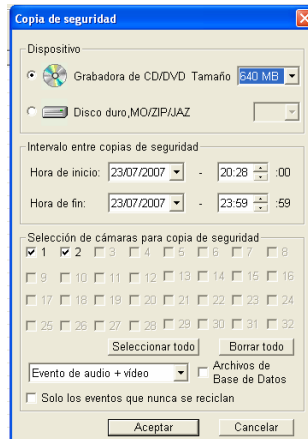 Copia de seguridad
Dispositivo
Grabadora de CD/DVD Tamaño 640 MB
Disco duro,MO/ZIP/JAZ
Intervalo entre copias de seguridad
Hora de inicio: 23/07/2007 - 20:28 :00
Hora de fin: 23/07/2007 - 23:59 :59
Selección de cámaras para copia de seguridad
1 2 3 4 5 6 7 8
9 10 11 12 13 14 15 16
17 18 19 20 21 22 23 24
25 26 27 28 29 30 31 32
Seleccionar todo Borrar todo
Evento de audio + vídeo Archivos de
Base de Datos
Solo los eventos que nunca se reciclan
Aceptar Cancelar